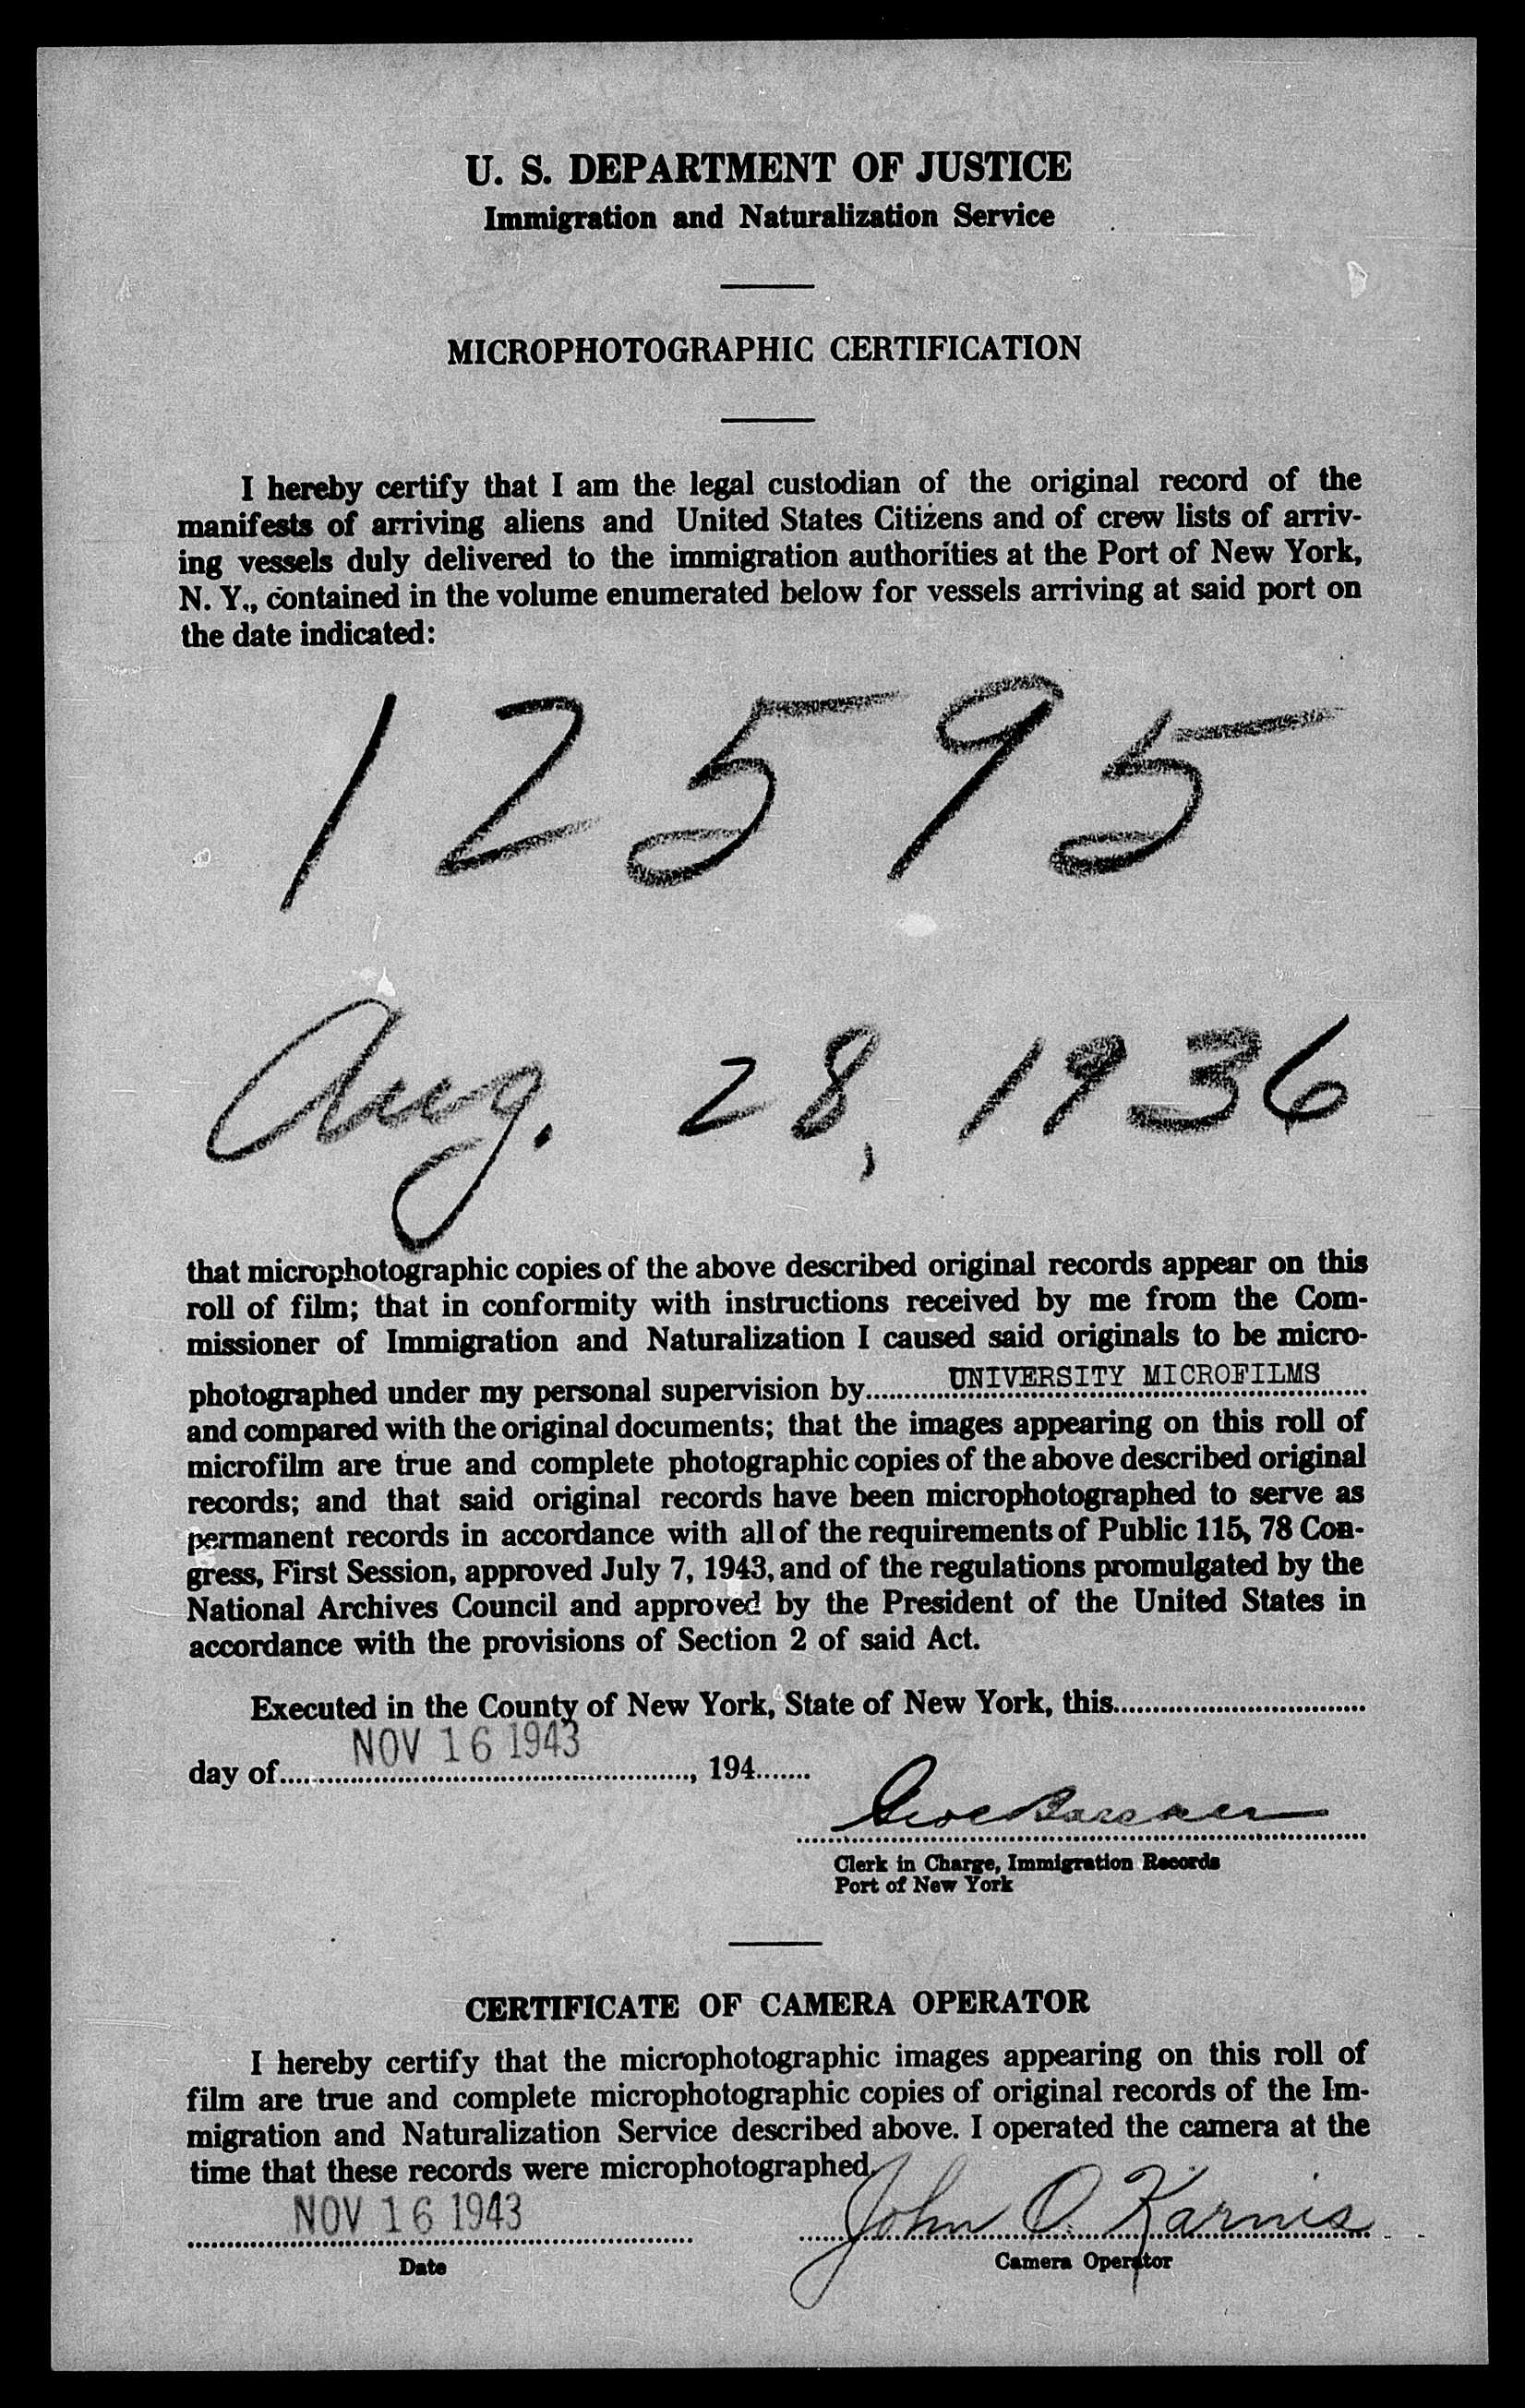 U. S. DEPARTMENT OF JUSTICE
Immigration and Naturalization Service
MICROPHOTOGRAPHIC CERTIFICATION
I hereby certify that I am the legal custodian of the original record of the
manifests of arriving aliens and United States Citizens and of crew lists of arriv-
ing vessels duly delivered to the immigration authorities at the Port of New York,
N. Y., contained in the volume enumerated below for vessels arriving at said port on
the date indicated:
12595
Aug. 28, 1936
that microphotographic copies of the above described original records appear on this
roll of film; that in conformity with instructions received by me from the Com-
missioner of Immigration and Naturalization I caused said originals to be micro-
photographed under my personal supervision by UNIVERSITY MICROFILMS
and compared with the original documents; that the images appearing on this roll of
microfilm are true and complete photographic copies of the above described original
records; and that said original records have been microphotographed to serve as
permanent records in accordance with all of the requirements of Public 115, 78 Con-
gress, First Session, approved July 7, 1943, and of the regulations promulgated by the
National Archives Council and approved by the President of the United States in
accordance with the provisions of Section 2 of said Act.
Executed in the County of New York, State of New York, this
day of NOV 16 1943, 194
Clerk in Charge, Immigration Records
Port of New York
CERTIFICATE OF CAMERA OPERATOR
I hereby certify that the microphotographic images appearing on this roll of
film are true and complete microphotographic copies of original records of the Im-
migration and Naturalization Service described above. I operated the camera at the
time that these records were microphotographed.
NOV 16 1943 John O. Karnis
Date Camera Operator